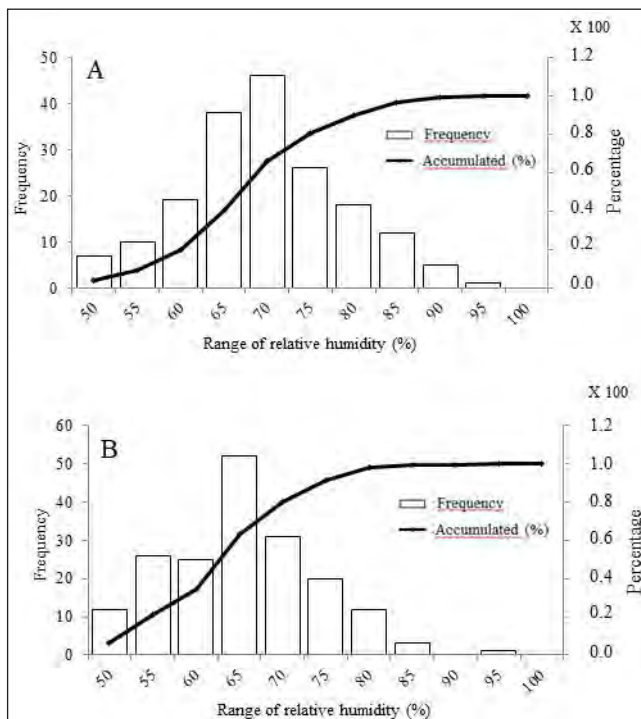 X 100
A
50
40
30
20
10
0
Frequency
1.2
1.0
0.8
0.6
0.4
0.2
0.0
Percentage
Frequency
Accumulated (%)
50 55 60 65 70 75 80 85 90 95 100
Range of relative humidity (%)
X 100
B
60
50
40
30
20
10
0
Frequency
1.2
1.0
0.8
0.6
0.4
0.2
0.0
Percentage
Frequency
Accumulated (%)
50 55 60 65 70 75 80 85 90 95 100
Range of relative humidity (%)